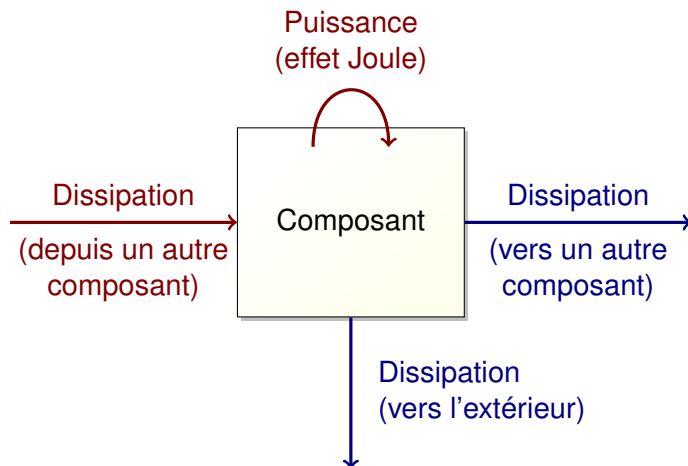 Puissance
(effet Joule)
Dissipation
(depuis un autre
composant)
Composant
Dissipation
(vers un autre
composant)
Dissipation
(vers l'extérieur)